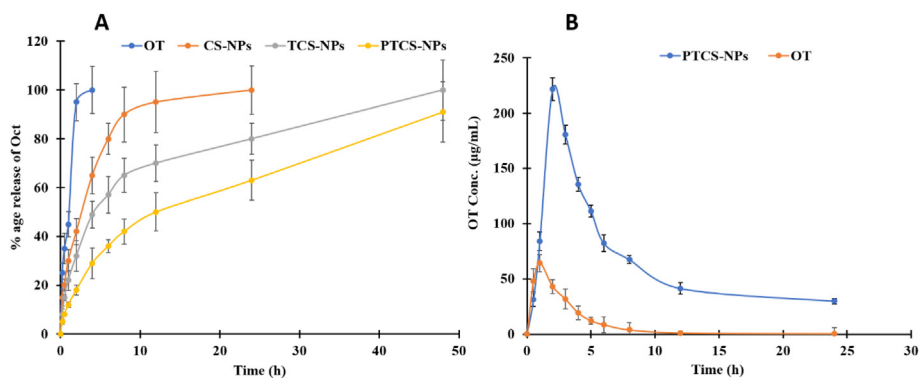 A
OT CS-NPs TCS-NPs PTCS-NPs
120
100
80
60
40
20
0
% age release of Oct
0 10 20 30 40 50
Time (h)
B
PTCS-NPs OT
250
200
150
100
50
0
OT Conc. (µg/mL)
0 5 10 15 20 25 30
Time (h)